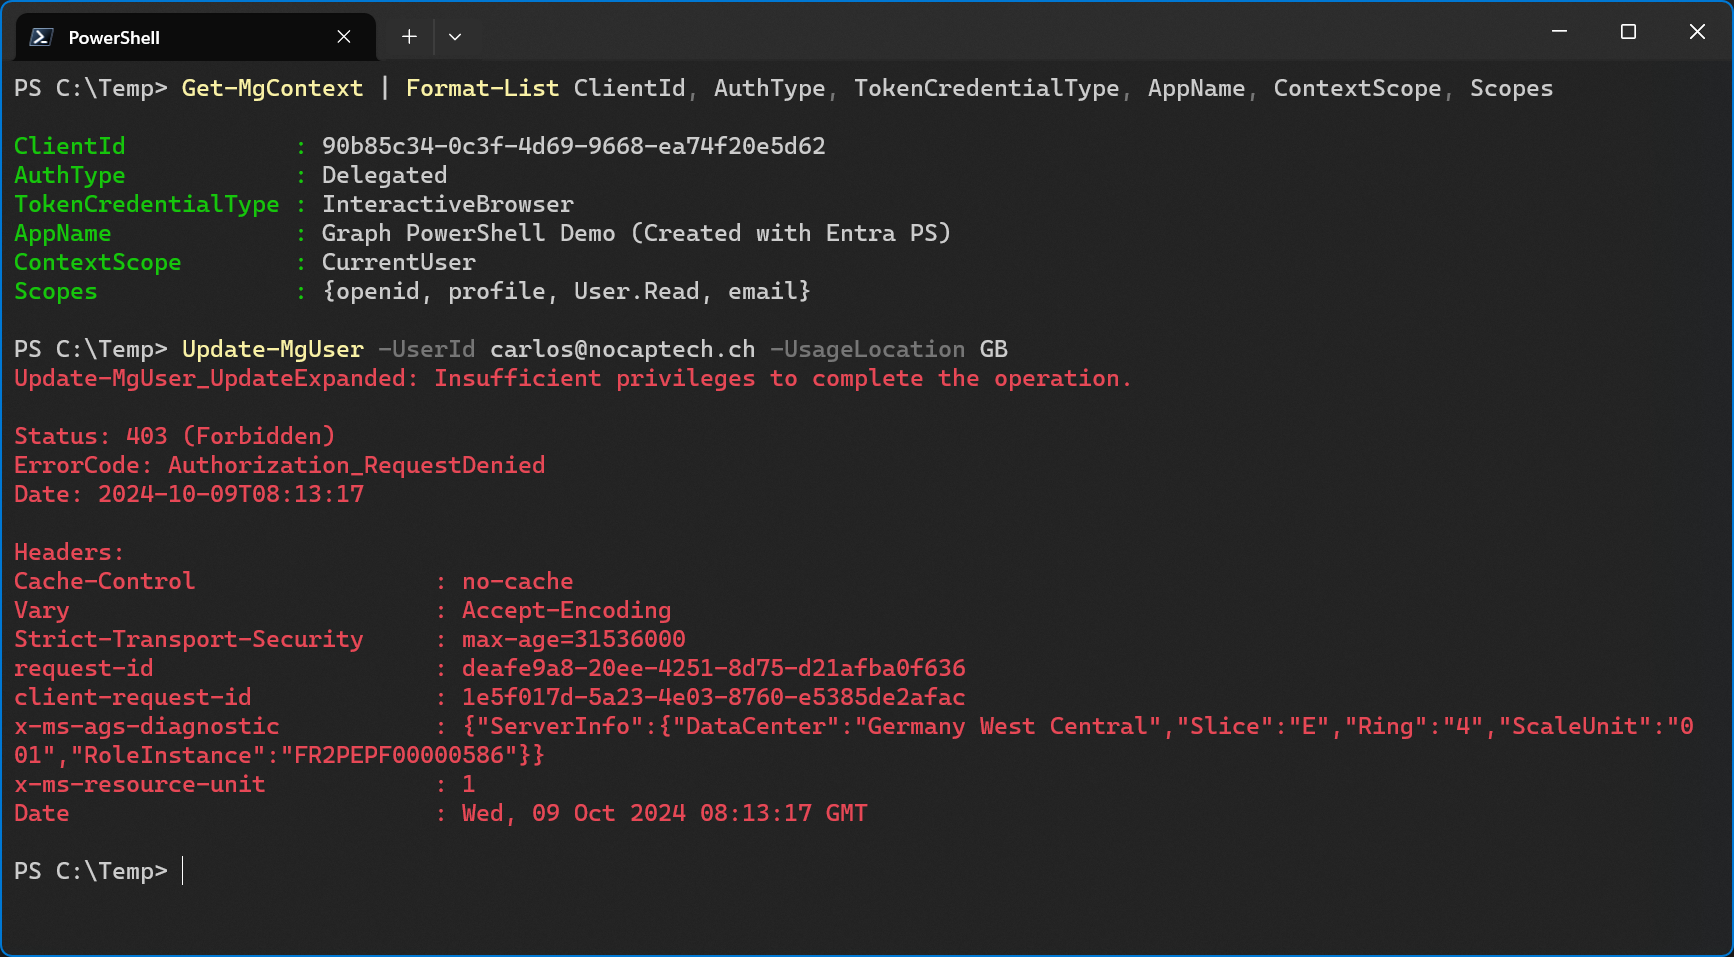 PowerShell
PS C:\Temp> Get-MgContext | Format-List ClientId, AuthType, TokenCredentialType, AppName, ContextScope, Scopes
ClientId : 90b85c34-0c3f-4d69-9668-ea74f20e5d62
AuthType : Delegated
TokenCredentialType : InteractiveBrowser
AppName : Graph PowerShell Demo (Created with Entra PS)
ContextScope : CurrentUser
Scopes : {openid, profile, User.Read, email}
PS C:\Temp> Update-MgUser -UserId carlos@nocaptech.ch -UsageLocation GB
Update-MgUser_UpdateExpanded: Insufficient privileges to complete the operation.
Status: 403 (Forbidden)
ErrorCode: Authorization_RequestDenied
Date: 2024-10-09T08:13:17
Headers:
Cache-Control : no-cache
Vary : Accept-Encoding
Strict-Transport-Security : max-age=31536000
request-id : deafe9a8-20ee-4251-8d75-d21afba0f636
client-request-id : 1e5f017d-5a23-4e03-8760-e5385de2afac
x-ms-ags-diagnostic : {"ServerInfo":{"DataCenter":"Germany West Central","Slice":"E","Ring":"4","ScaleUnit":"0
01","RoleInstance":"FR2PEPF00000586"}}
x-ms-resource-unit : 1
Date : Wed, 09 Oct 2024 08:13:17 GMT
PS C:\Temp>